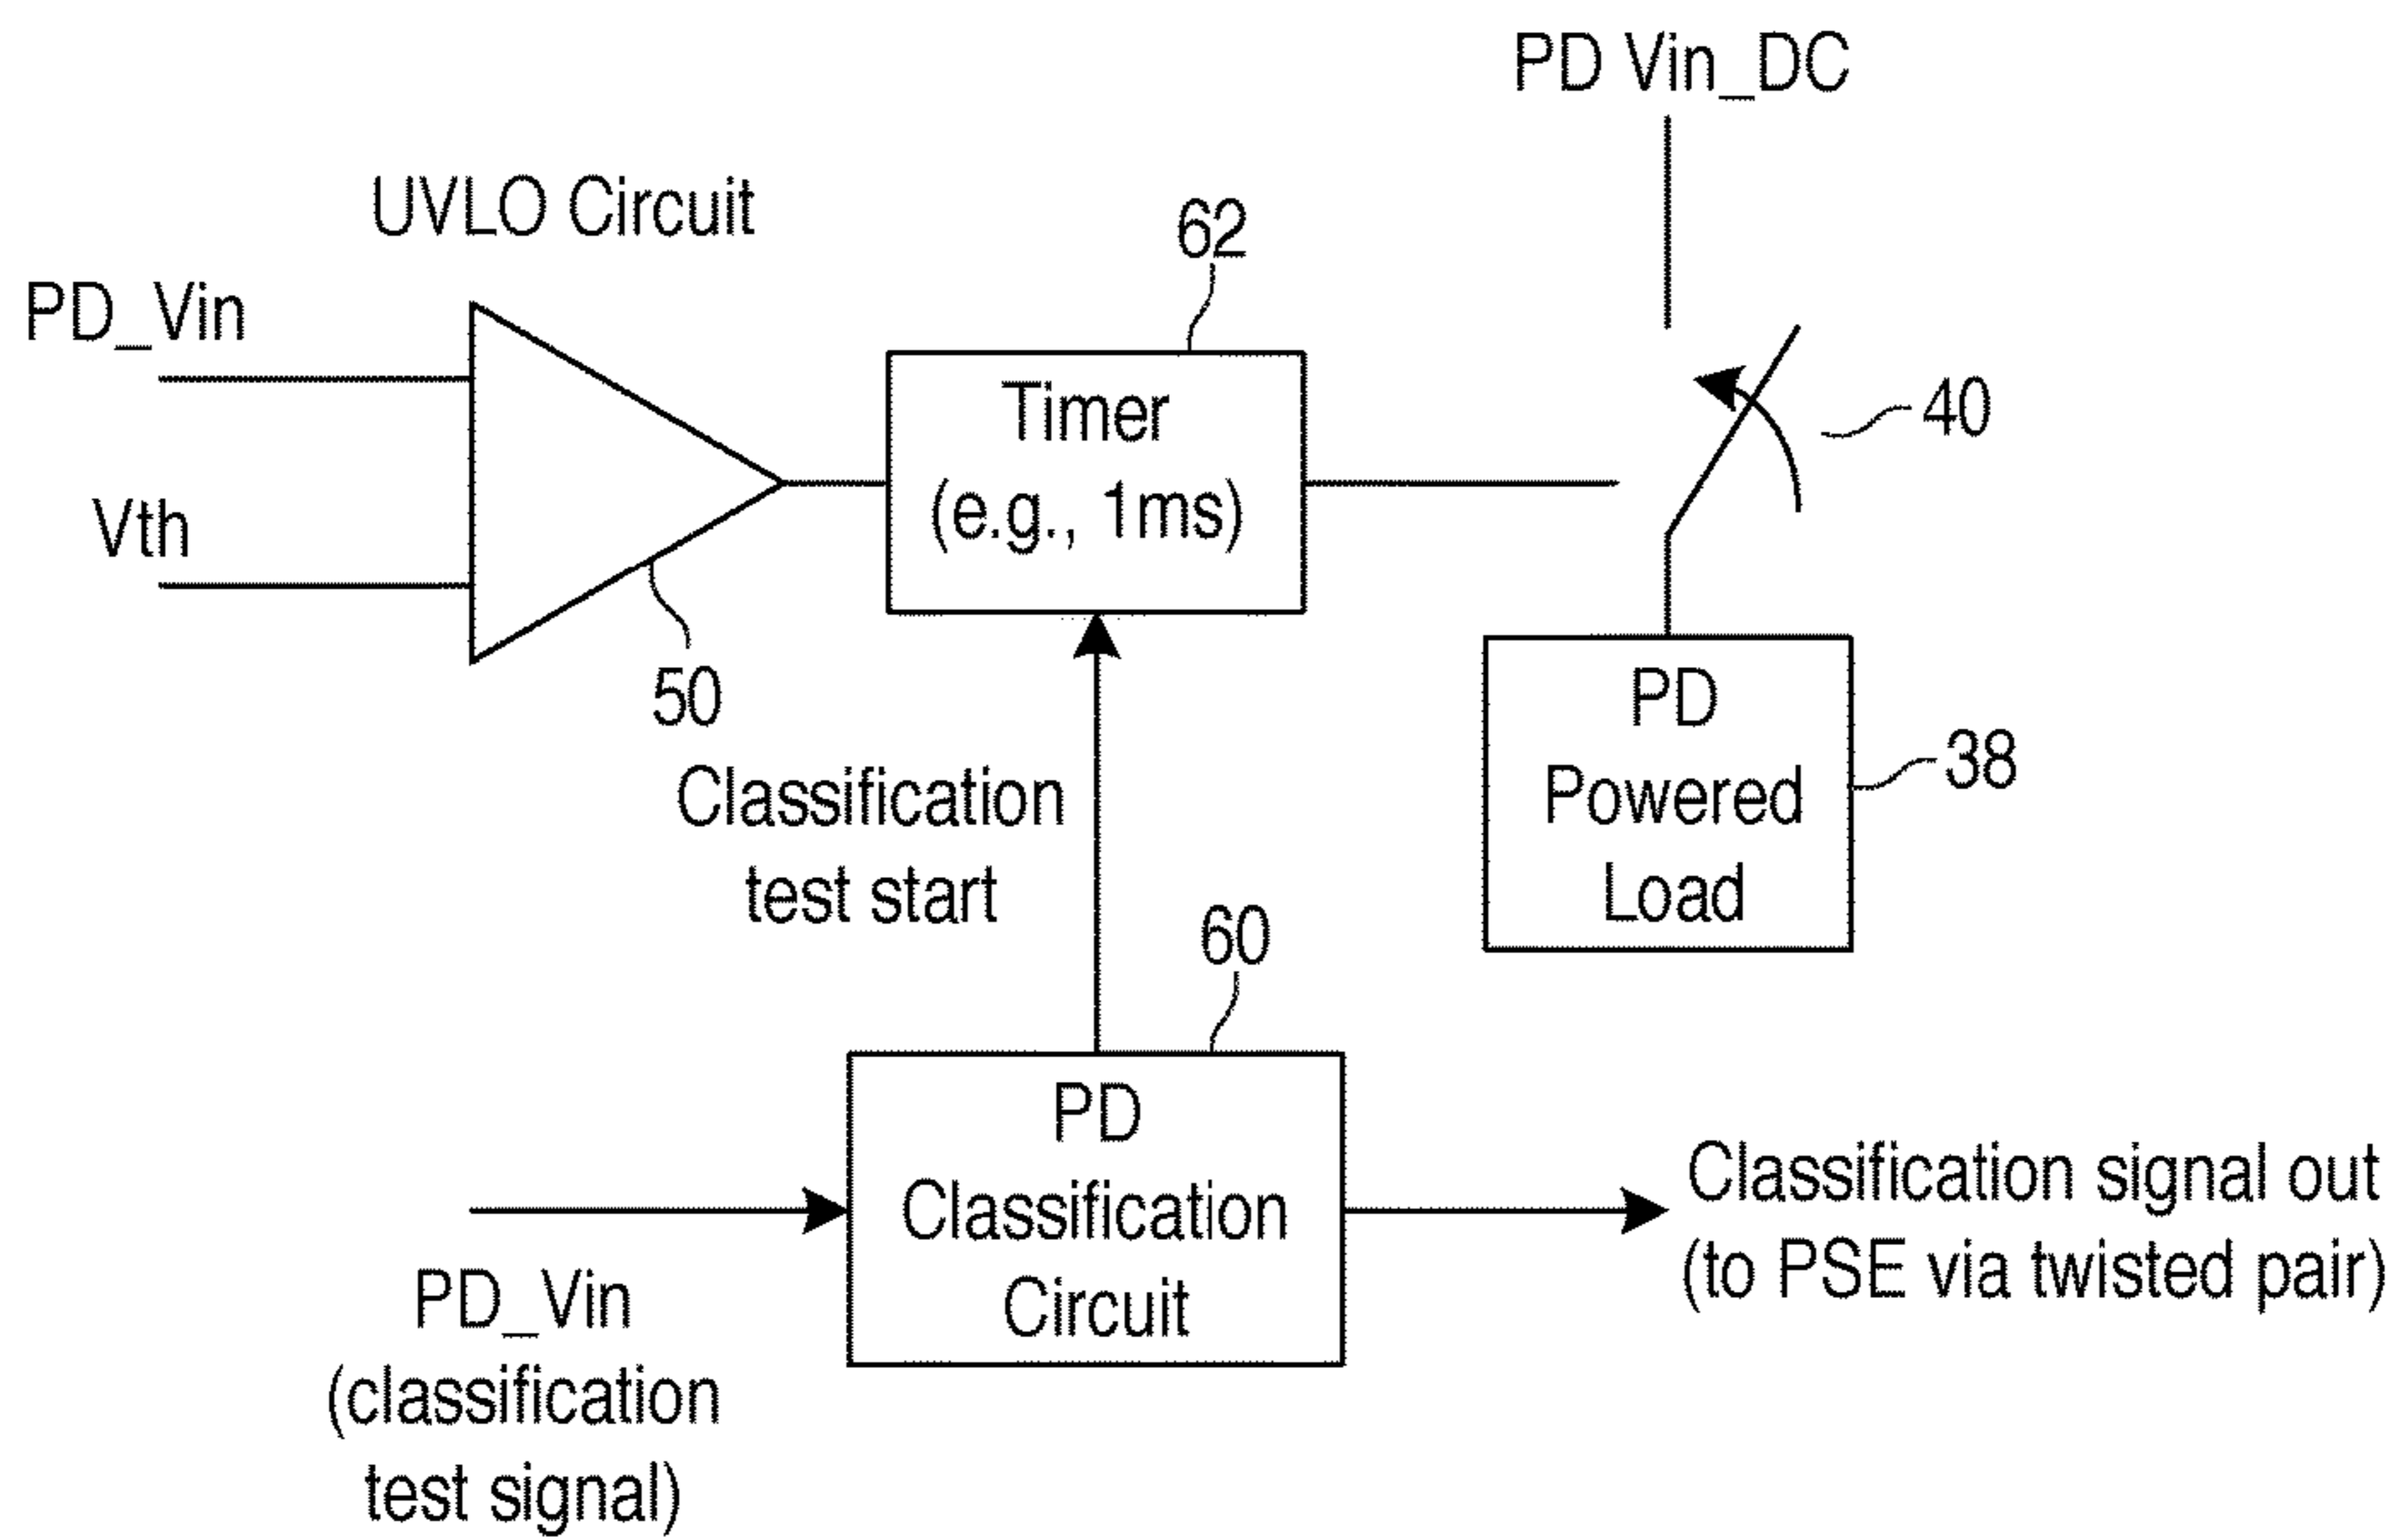 PD Vin_DC
UVLO Circuit
62
PD_Vin
Timer
(e.g., 1ms)
40
Vth
50
PD
Powered
Load
38
Classification
test start
60
PD
Classification
Circuit
Classification signal out
(to PSE via twisted pair)
PD_Vin
(classification
test signal)